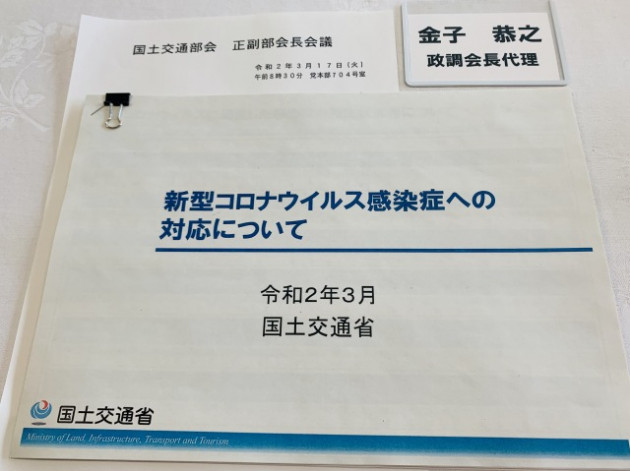 国土交通部会 正副部会長会議
令和2年3月17日(火)
午前8時30分 党本部704号室
金子 恭之
政調会長代理
新型コロナウイルス感染症への
対応について
令和2年3月
国土交通省
国土交通省
Ministry of Land, Infrastructure, Transport and Tourism